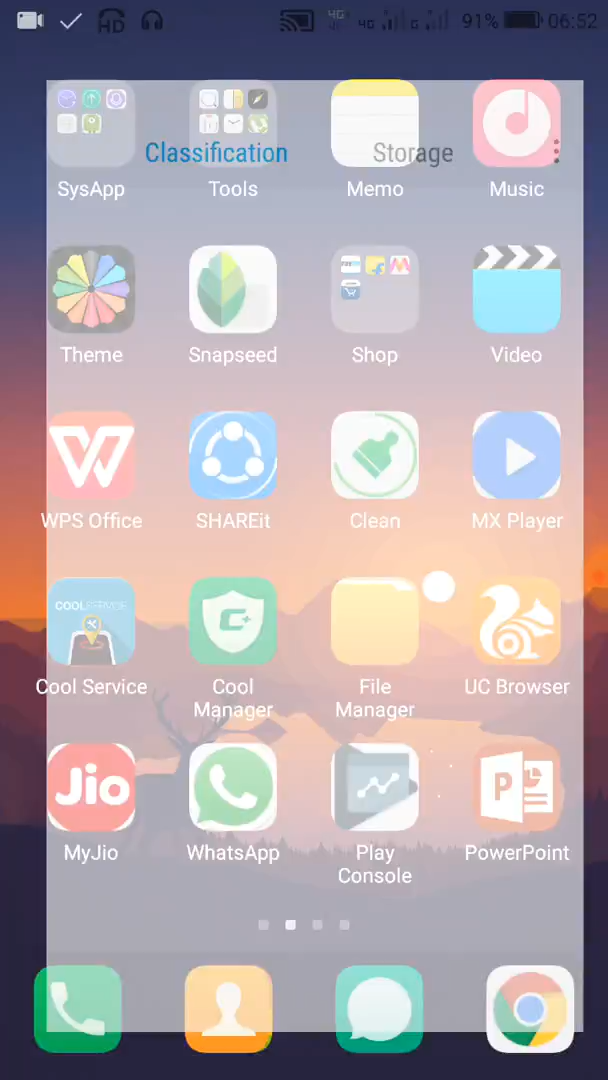 HD 4G 4G G 91% 06:52
Classification Storage
SysApp Tools Memo Music
Theme Snapseed Shop Video
WPS Office SHAREit Clean MX Player
COOLSERVICE
Cool Service Cool Manager File Manager UC Browser
Jio
MyJio WhatsApp Play Console PowerPoint